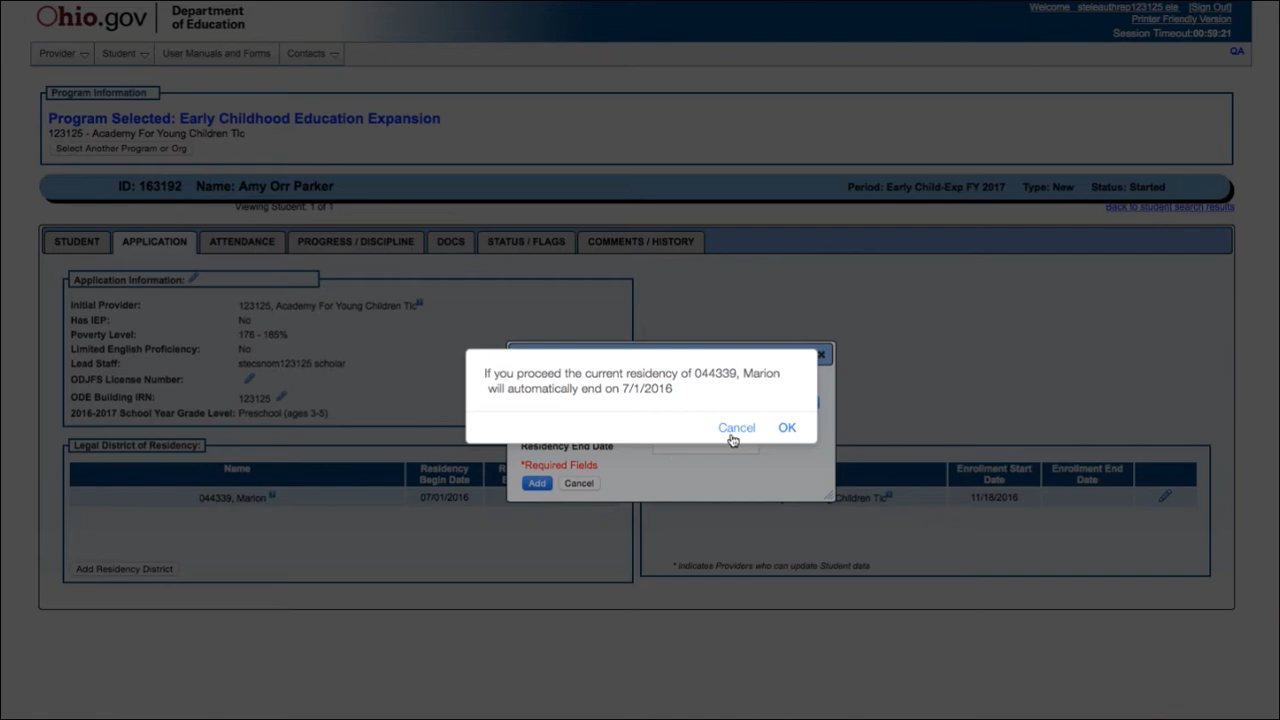 Ohio.gov Department of Education
Welcome steleauthrep123125 ele [Sign Out]
Printer Friendly Version
Session Timeout:00:59:21
Provider Student User Manuals and Forms Contacts
QA
Program Information
Program Selected: Early Childhood Education Expansion
123125 - Academy For Young Children Tlc
Select Another Program or Org
ID: 163192 Name: Amy Orr Parker Period: Early Child-Exp FY 2017 Type: New Status: Started
Viewing Student: 1 of 1 Back to student search results
STUDENT APPLICATION ATTENDANCE PROGRESS / DISCIPLINE DOCS STATUS / FLAGS COMMENTS / HISTORY
Application Information:
Initial Provider: 123125, Academy For Young Children Tlc
Has IEP: No
Poverty Level: 176 - 185%
Limited English Proficiency: No
Lead Staff: stecsnom123125 scholar
ODJFS License Number:
ODE Building IRN: 123125
2016-2017 School Year Grade Level: Preschool (ages 3-5)
If you proceed the current residency of 044339, Marion
will automatically end on 7/1/2016
Cancel OK
Residency End Date
*Required Fields
Add Cancel
Legal District of Residency:
Name Residency Begin Date
044339, Marion 07/01/2016
Add Residency District
Enrollment Start Date Enrollment End Date
Children Tlc 11/18/2016
* Indicates Providers who can update Student data